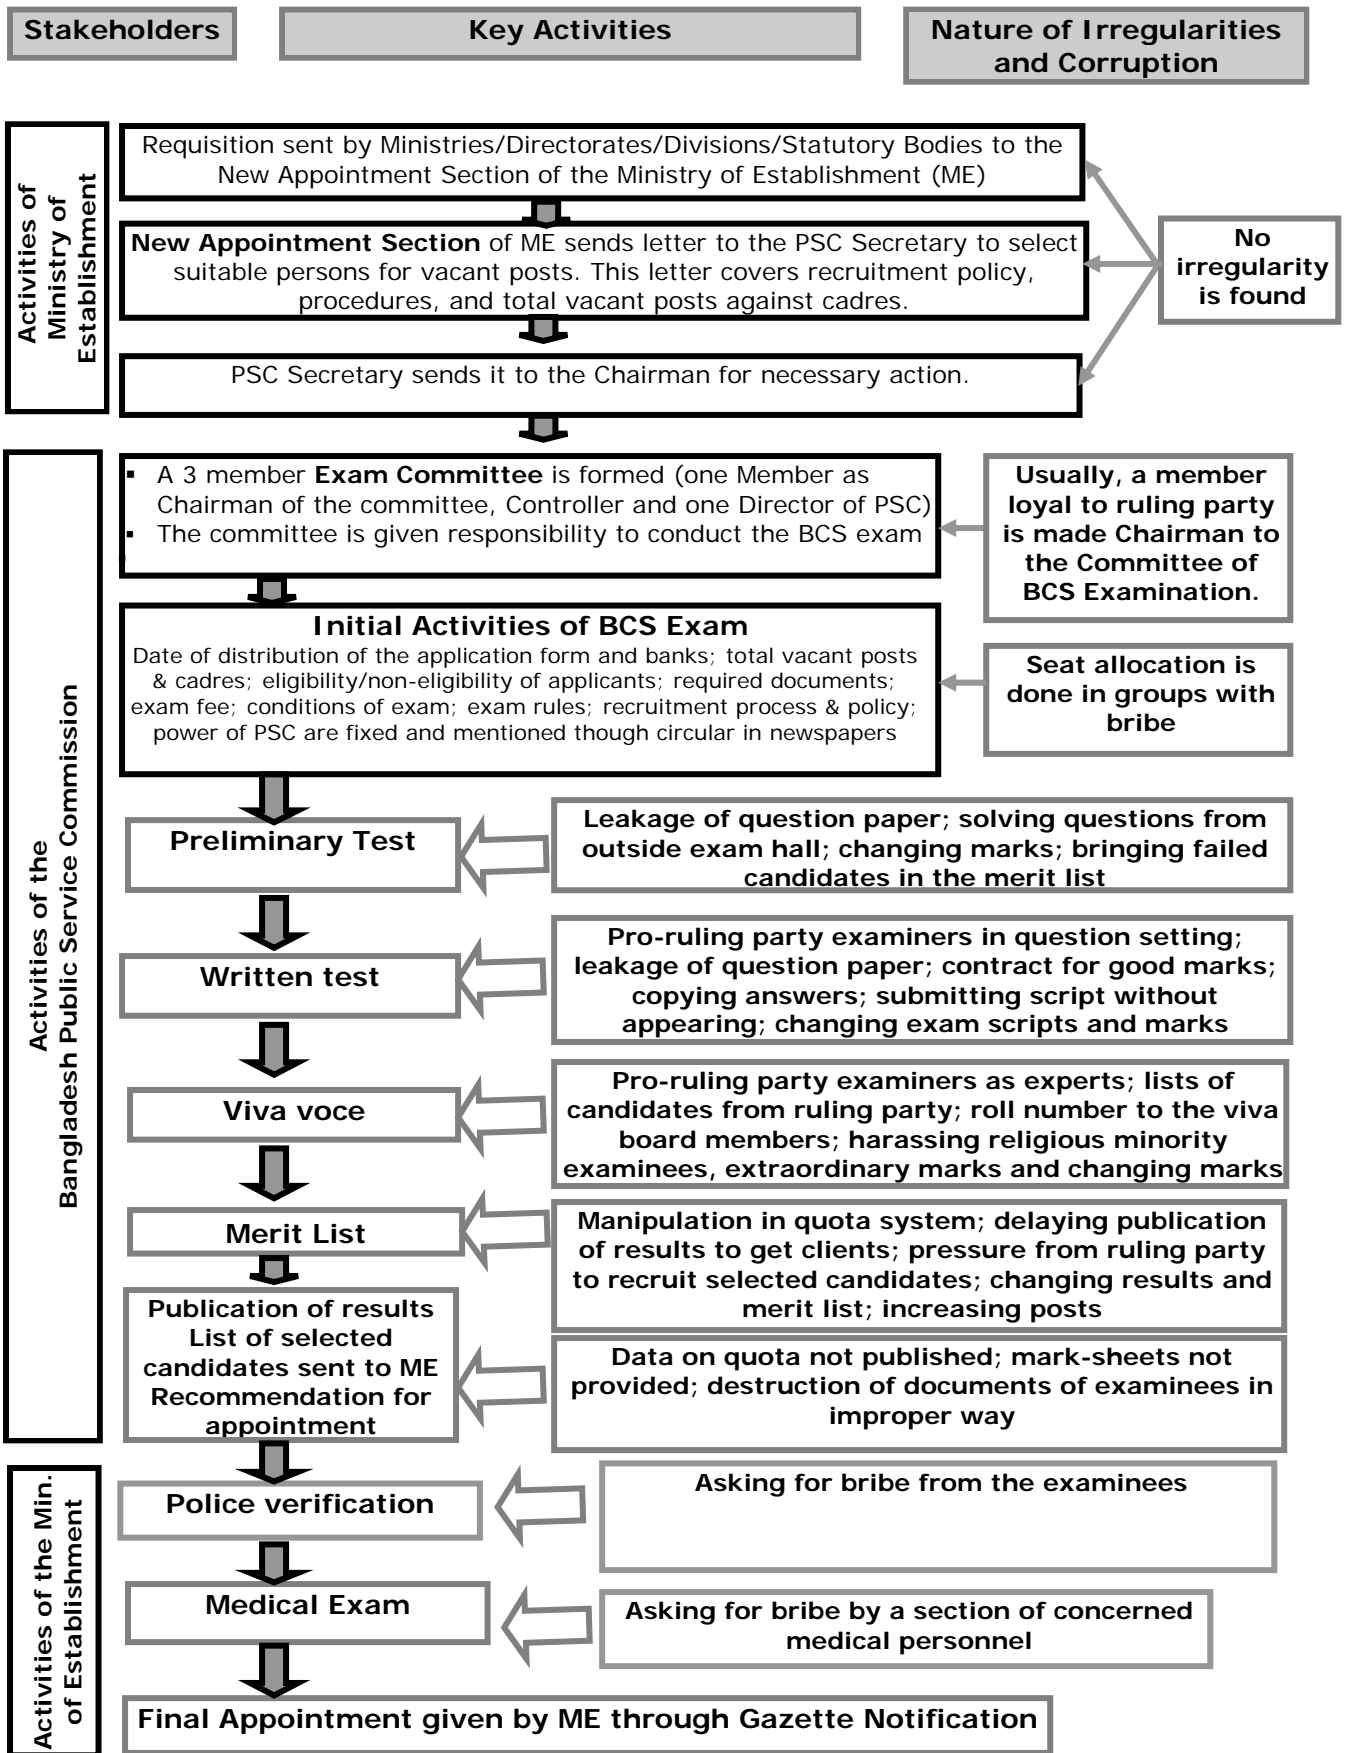 Stakeholders
Key Activities
Nature of Irregularities
and Corruption
Activities of
Ministry of
Establishment
Requisition sent by Ministries/Directorates/Divisions/Statutory Bodies to the
New Appointment Section of the Ministry of Establishment (ME)
New Appointment Section of ME sends letter to the PSC Secretary to select
suitable persons for vacant posts. This letter covers recruitment policy,
procedures, and total vacant posts against cadres.
PSC Secretary sends it to the Chairman for necessary action.
No
irregularity
is found
Activities of the
Bangladesh Public Service Commission
▪ A 3 member Exam Committee is formed (one Member as
Chairman of the committee, Controller and one Director of PSC)
▪ The committee is given responsibility to conduct the BCS exam
Usually, a member
loyal to ruling party
is made Chairman to
the Committee of
BCS Examination.
Initial Activities of BCS Exam
Date of distribution of the application form and banks; total vacant posts
& cadres; eligibility/non-eligibility of applicants; required documents;
exam fee; conditions of exam; exam rules; recruitment process & policy;
power of PSC are fixed and mentioned though circular in newspapers
Seat allocation is
done in groups with
bribe
Preliminary Test
Leakage of question paper; solving questions from
outside exam hall; changing marks; bringing failed
candidates in the merit list
Written test
Pro-ruling party examiners in question setting;
leakage of question paper; contract for good marks;
copying answers; submitting script without
appearing; changing exam scripts and marks
Viva voce
Pro-ruling party examiners as experts; lists of
candidates from ruling party; roll number to the viva
board members; harassing religious minority
examinees, extraordinary marks and changing marks
Merit List
Manipulation in quota system; delaying publication
of results to get clients; pressure from ruling party
to recruit selected candidates; changing results and
merit list; increasing posts
Publication of results
List of selected
candidates sent to ME
Recommendation for
appointment
Data on quota not published; mark-sheets not
provided; destruction of documents of examinees in
improper way
Activities of the Min.
of Establishment
Police verification
Asking for bribe from the examinees
Medical Exam
Asking for bribe by a section of concerned
medical personnel
Final Appointment given by ME through Gazette Notification